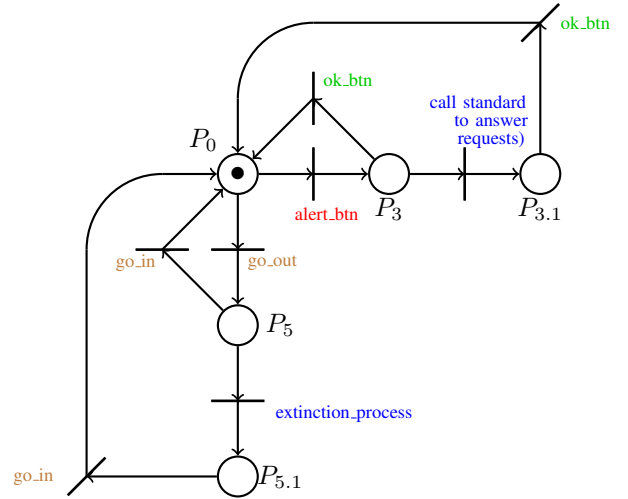 ok_btn
ok_btn
call standard
to answer
requests)
P0
alert_btn
P3
P3.1
go_in
go_out
P5
extinction_process
go_in
P5.1